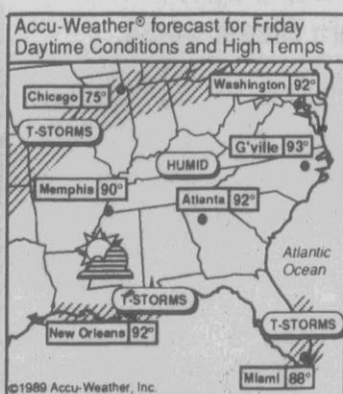 Accu-Weather® forecast for Friday
Daytime Conditions and High Temps
Washington 92°
Chicago 75°
T-STORMS
G'ville 93°
HUMID
Memphis 90°
Atlanta 92°
Atlantic
Ocean
T-STORMS
T-STORMS
New Orleans 92°
Miami 88°
©1989 Accu-Weather, Inc.